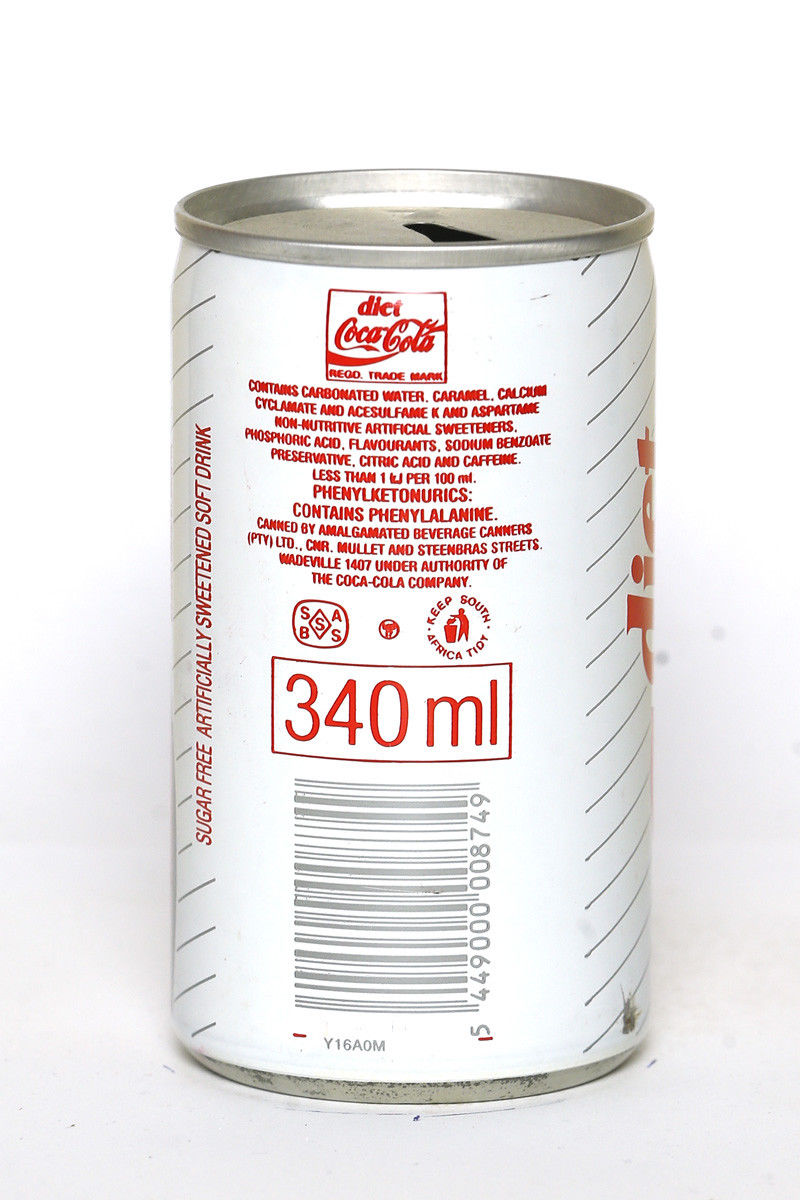 diet
Coca-Cola
REGD. TRADE MARK
CONTAINS CARBONATED WATER, CARAMEL, CALCIUM
CYCLAMATE AND ACESULFAME K AND ASPARTAME
NON-NUTRITIVE ARTIFICIAL SWEETENERS,
PHOSPHORIC ACID, FLAVOURANTS, SODIUM BENZOATE
PRESERVATIVE, CITRIC ACID AND CAFFEINE.
LESS THAN 1 kJ PER 100 ml.
PHENYLKETONURICS:
CONTAINS PHENYLALANINE.
CANNED BY AMALGAMATED BEVERAGE CANNERS
(PTY) LTD., CNR. MULLET AND STEENBRAS STREETS.
WADEVILLE 1407 UNDER AUTHORITY OF
THE COCA-COLA COMPANY.
S A
S
B S
KEEP SOUTH
AFRICA TIDY
340 ml
5 449000 008749
Y16A0M
SUGAR FREE ARTIFICIALLY SWEETENED SOFT DRINK
diet